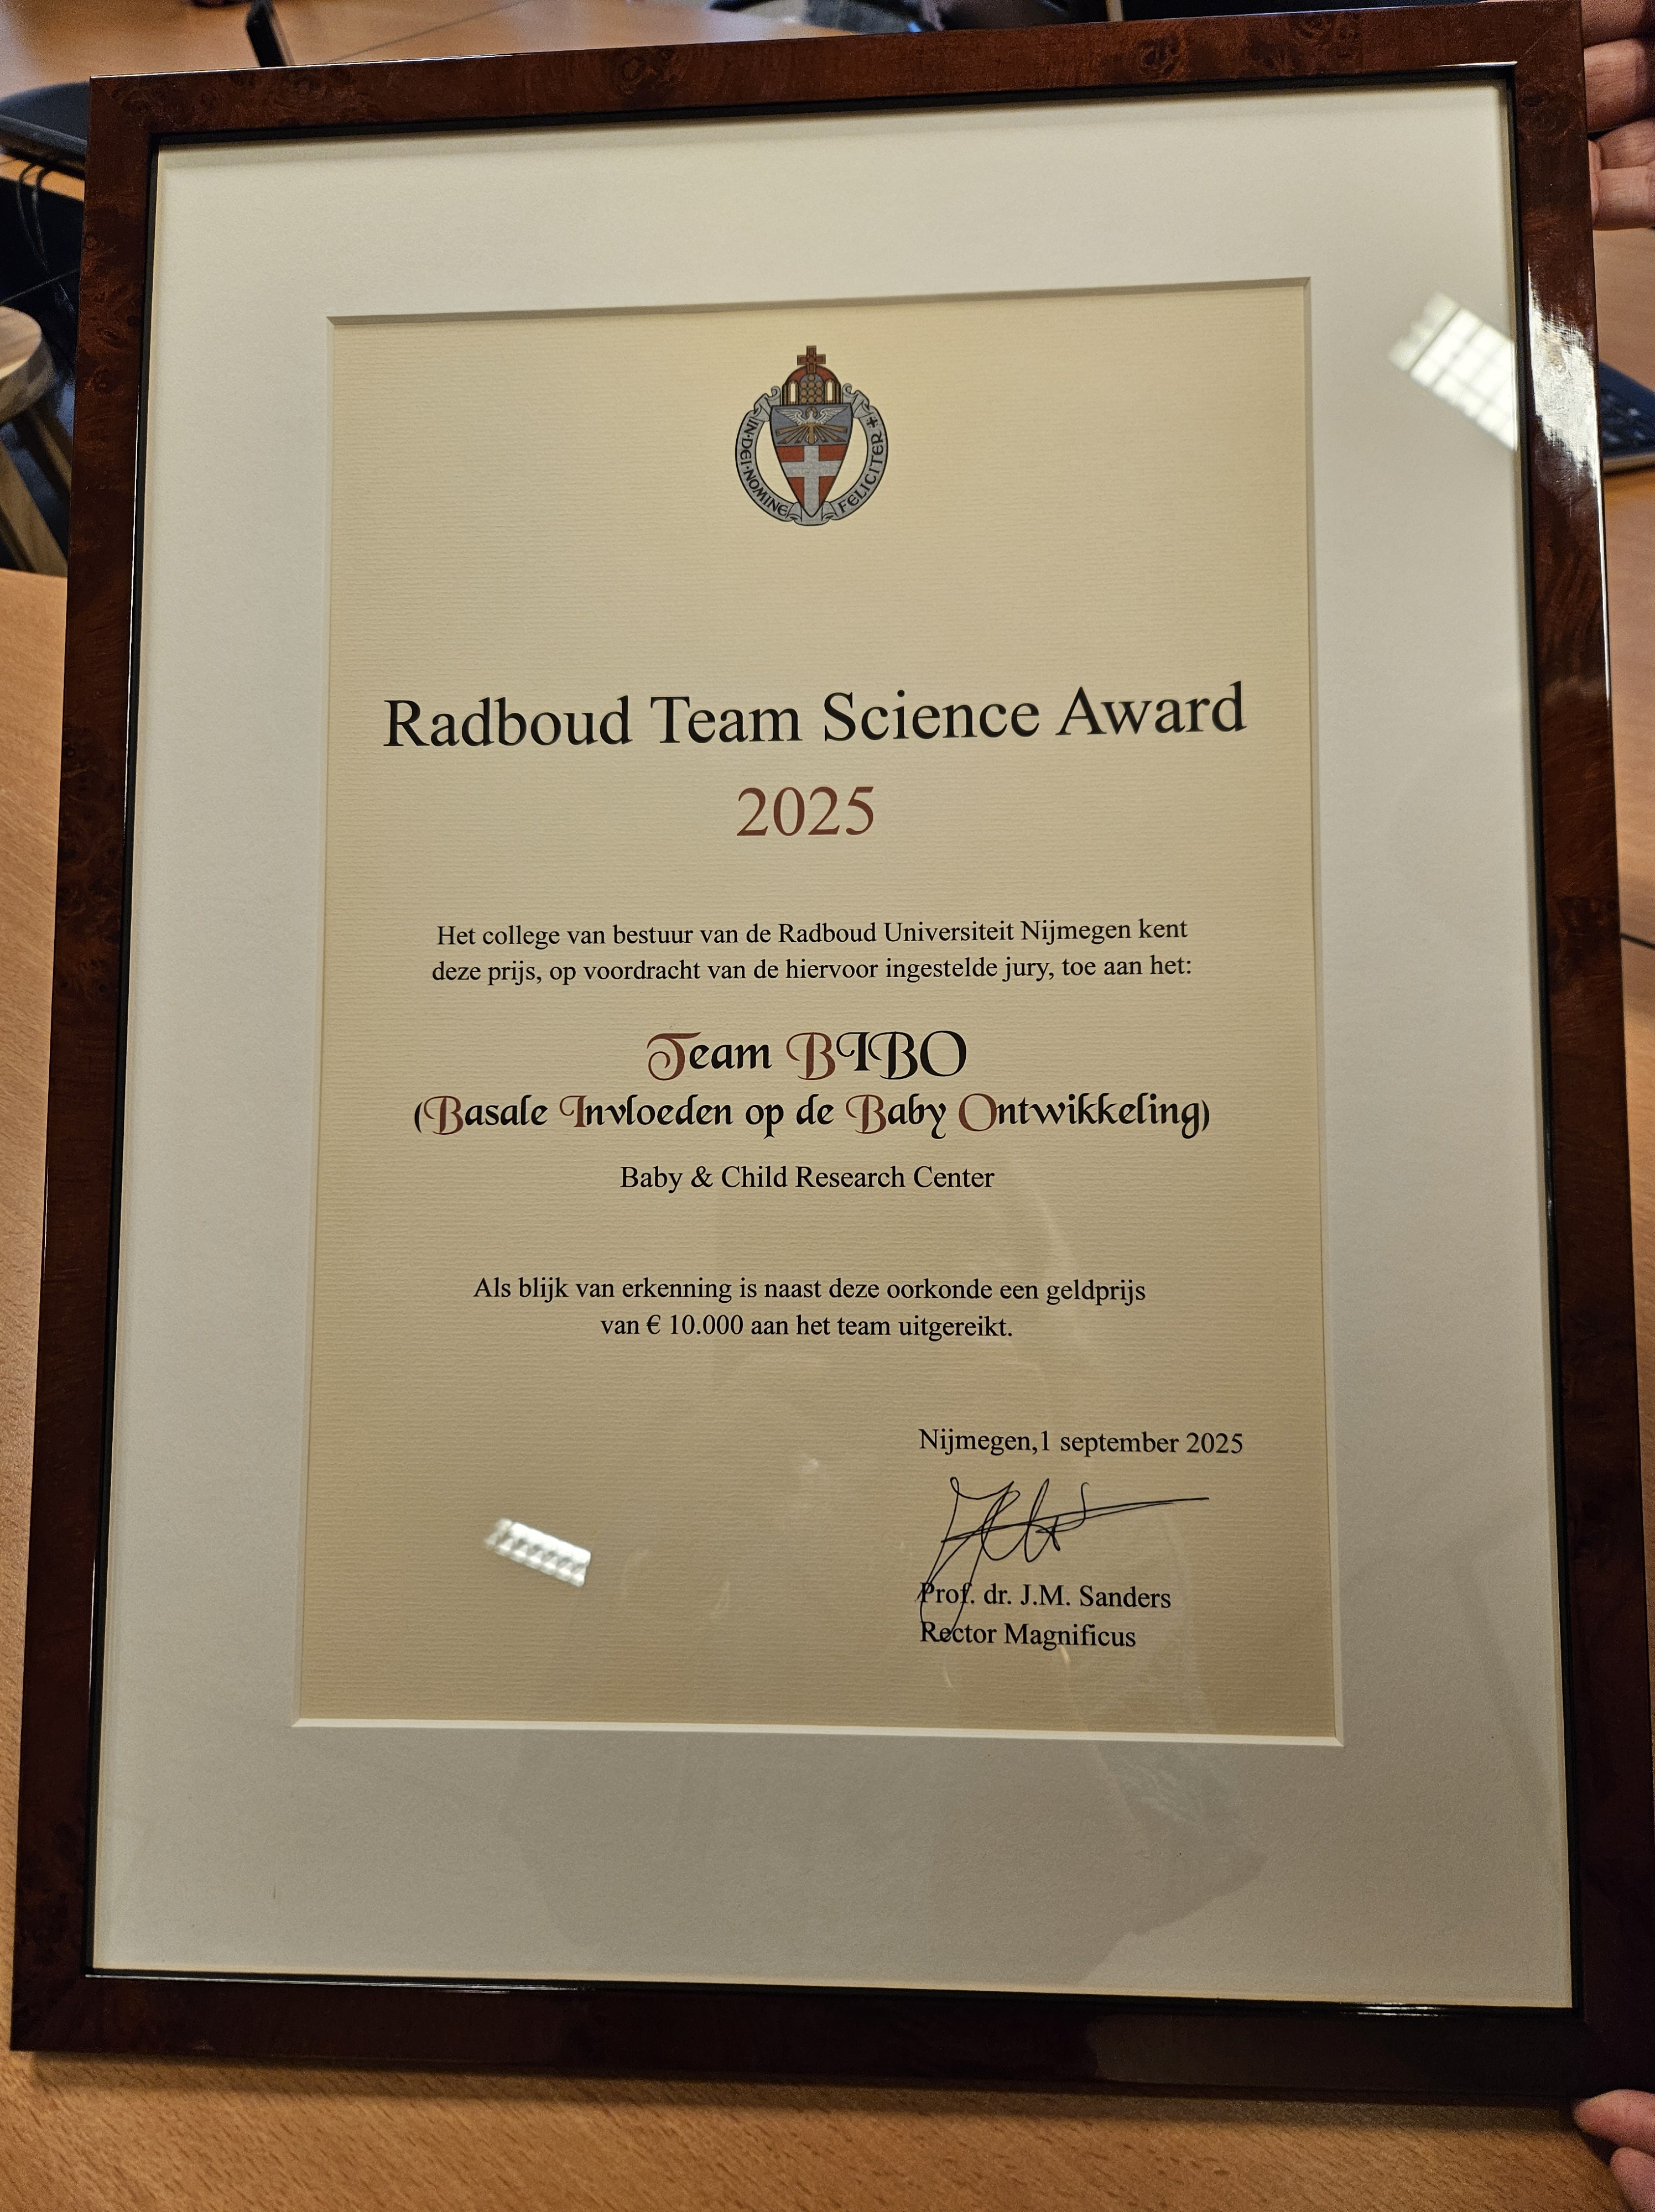 IN·DEI·NOMINE FELICITER
Radboud Team Science Award
2025
Het college van bestuur van de Radboud Universiteit Nijmegen kent
deze prijs, op voordracht van de hiervoor ingestelde jury, toe aan het:
Team BIBO
(Basale Invloeden op de Baby Ontwikkeling)
Baby & Child Research Center
Als blijk van erkenning is naast deze oorkonde een geldprijs
van € 10.000 aan het team uitgereikt.
Nijmegen,1 september 2025
Prof. dr. J.M. Sanders
Rector Magnificus